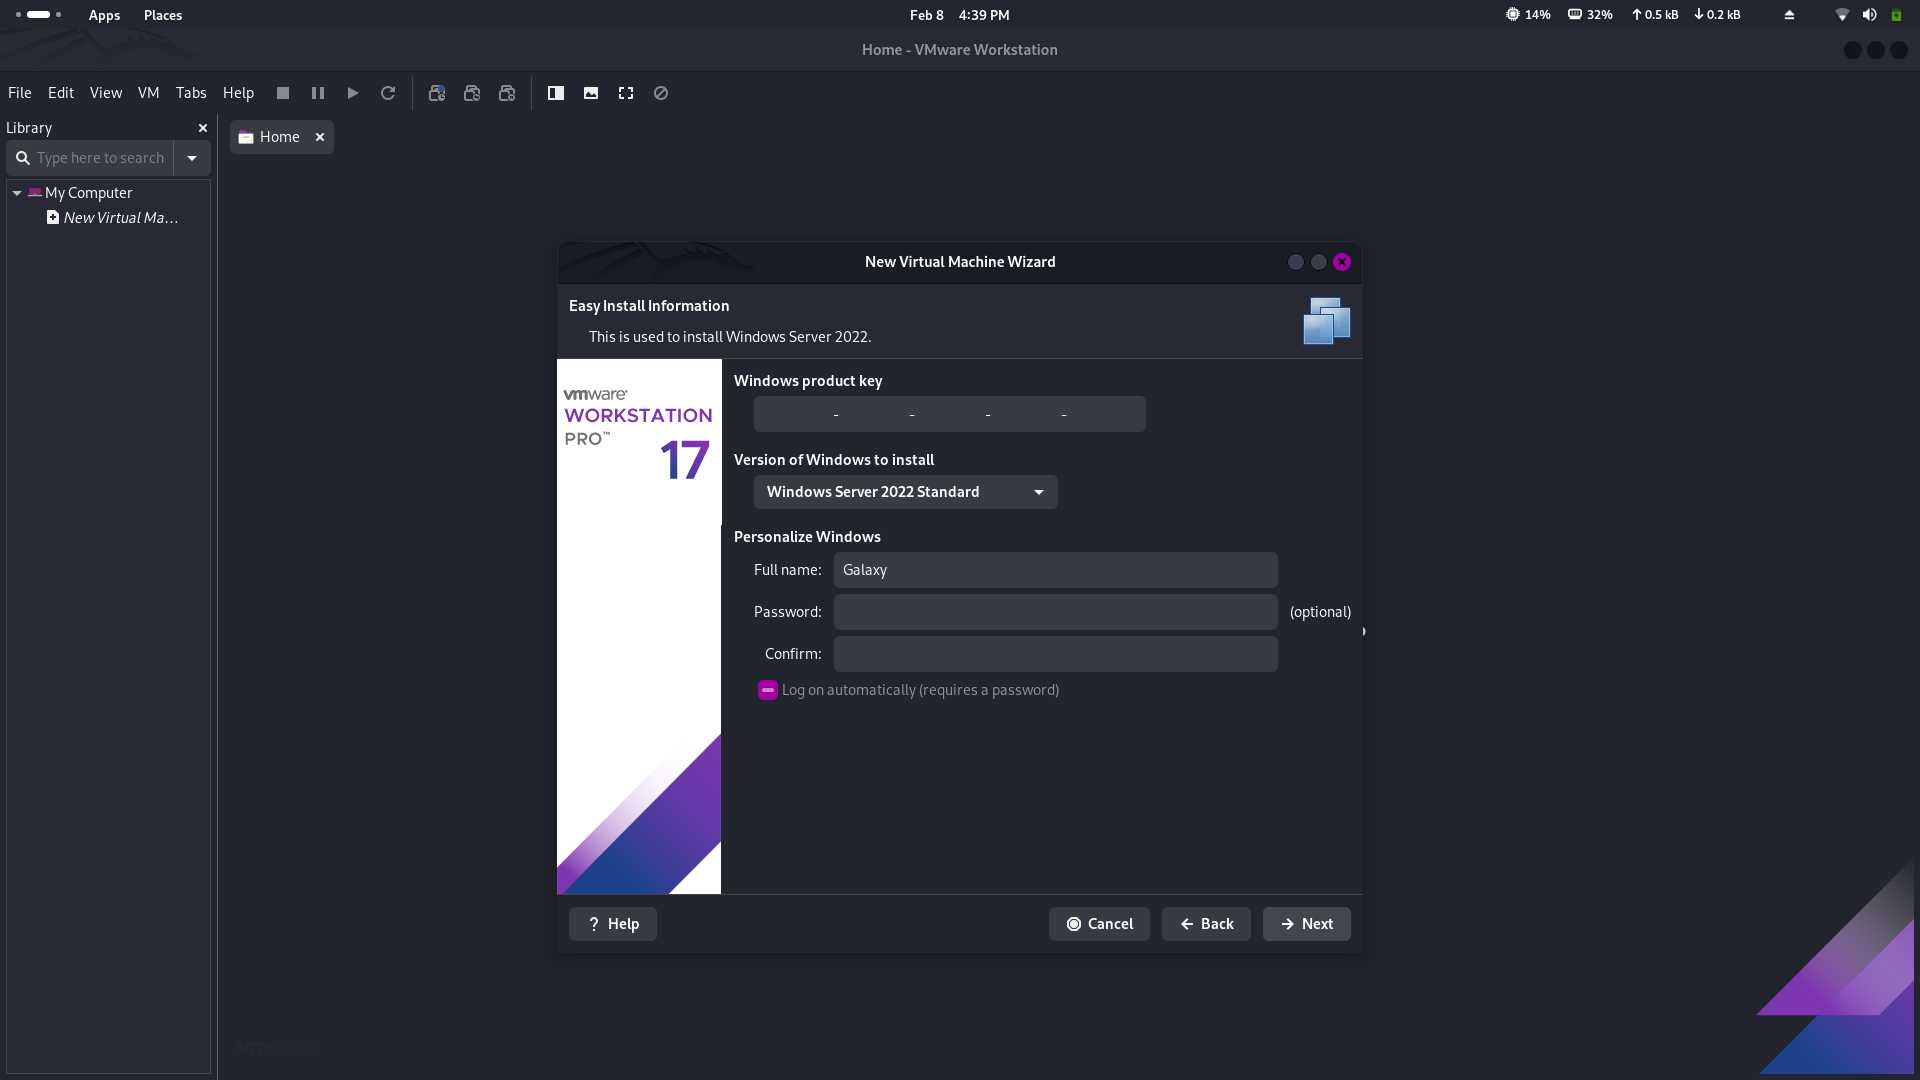 Apps Places Feb 8 4:39 PM 14% 32% 0.5 kB 0.2 kB
Home - VMware Workstation
File Edit View VM Tabs Help
Library
Home
Type here to search
My Computer
New Virtual Ma...
New Virtual Machine Wizard
Easy Install Information
This is used to install Windows Server 2022.
vmware®
WORKSTATION
PRO™
17
Windows product key
- - - -
Version of Windows to install
Windows Server 2022 Standard
Personalize Windows
Full name: Galaxy
Password: (optional)
Confirm:
Log on automatically (requires a password)
Help Cancel Back Next
vmware